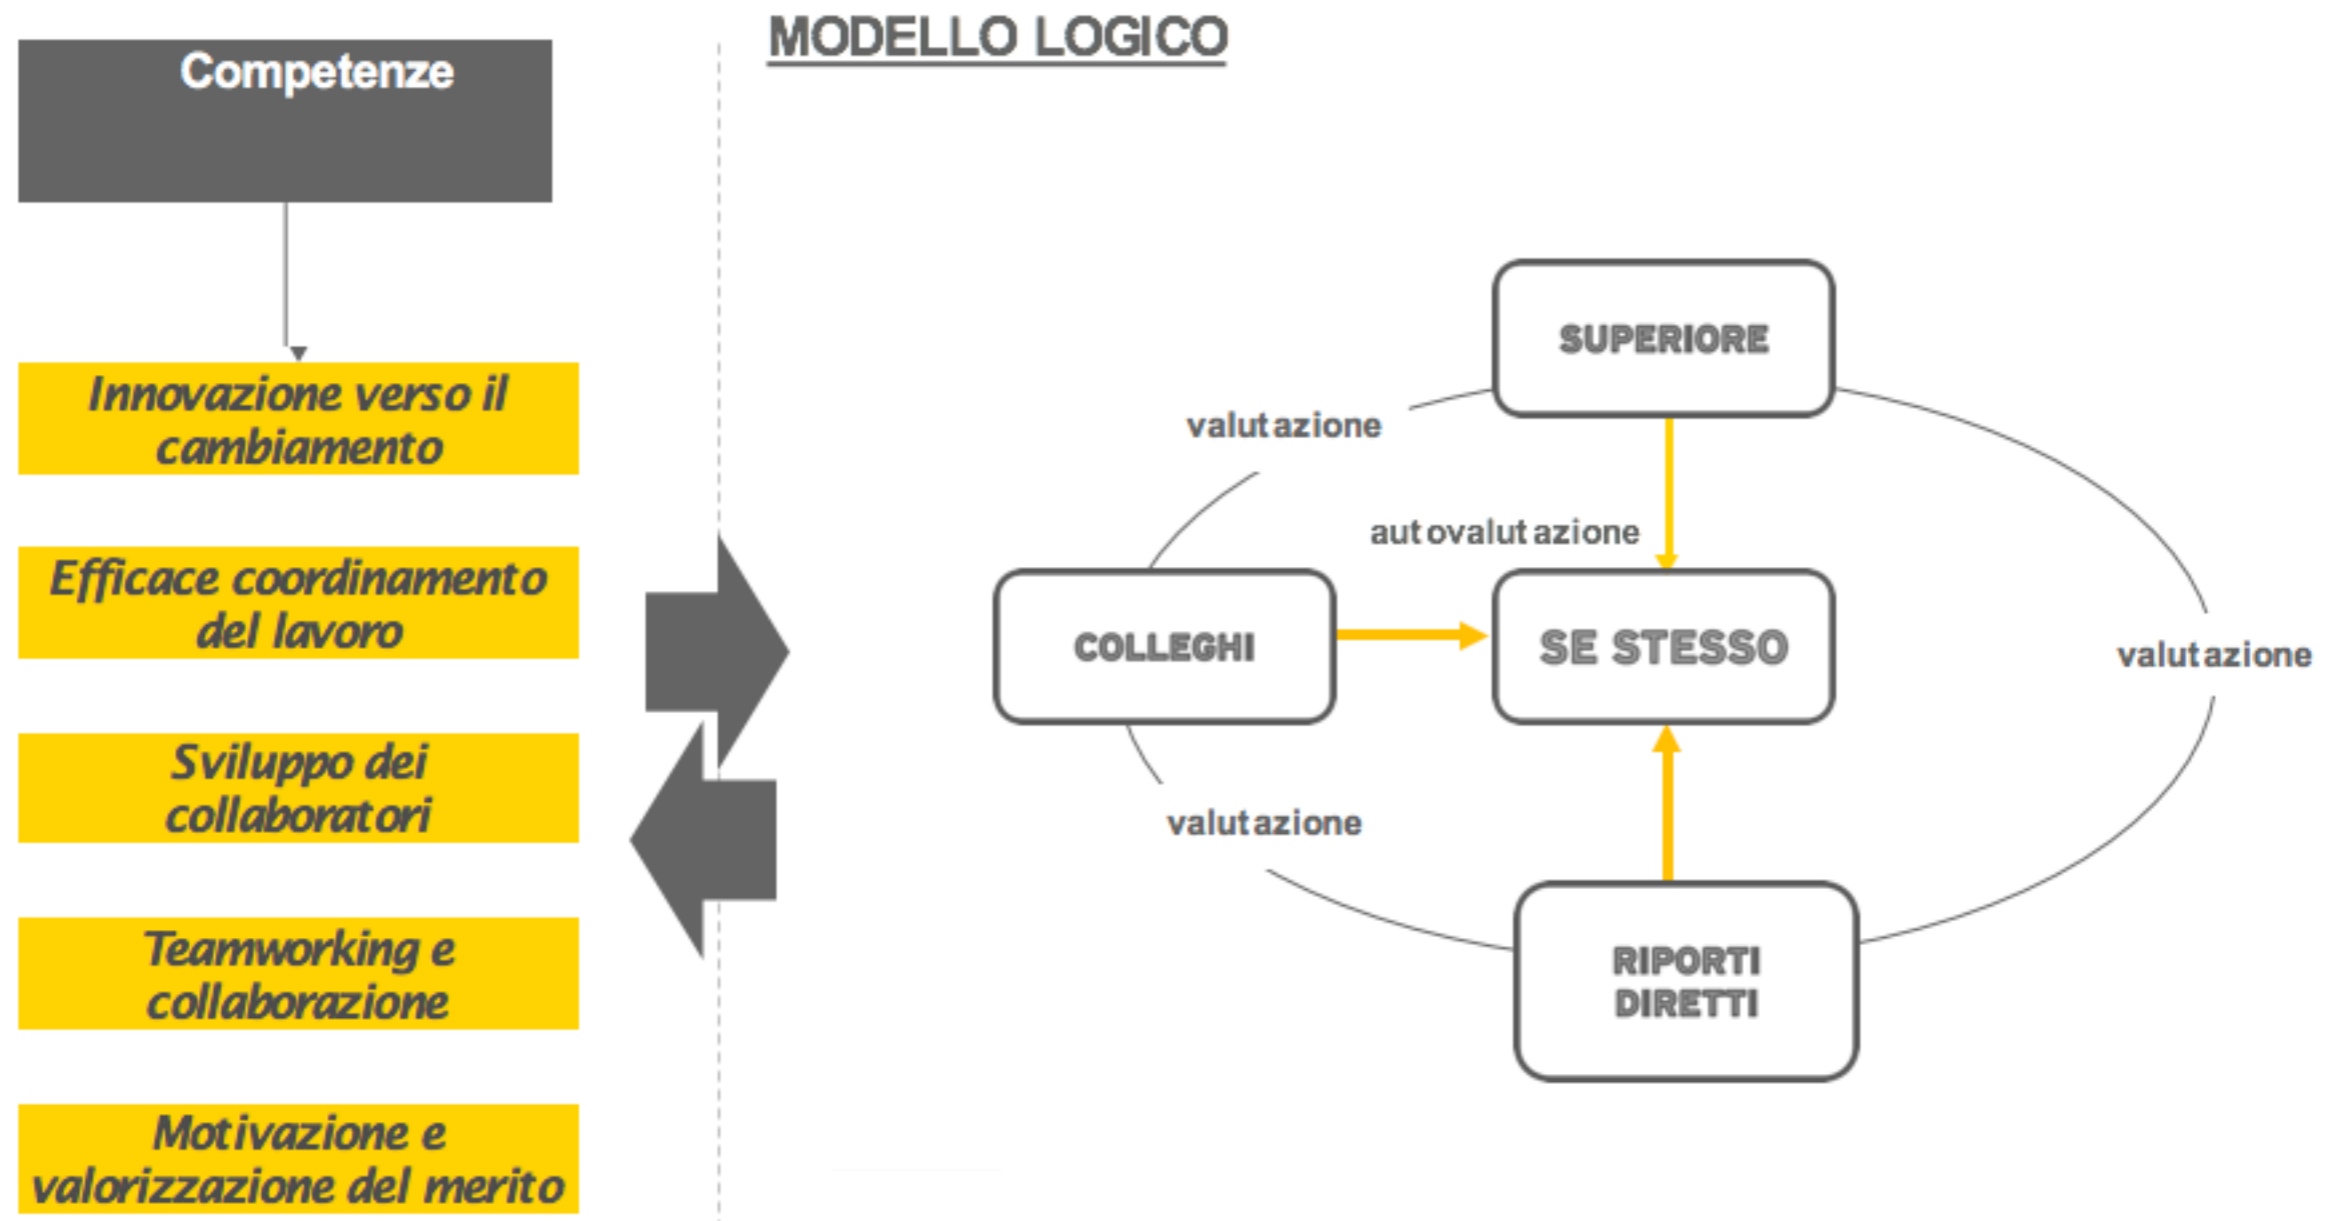 Competenze
Innovazione verso il
cambiamento
Efficace coordinamento
del lavoro
Sviluppo dei
collaboratori
Teamworking e
collaborazione
Motivazione e
valorizzazione del merito
MODELLO LOGICO
SUPERIORE
valutazione
autovalutazione
COLLEGHI
SE STESSO
valutazione
valutazione
RIPORTI
DIRETTI